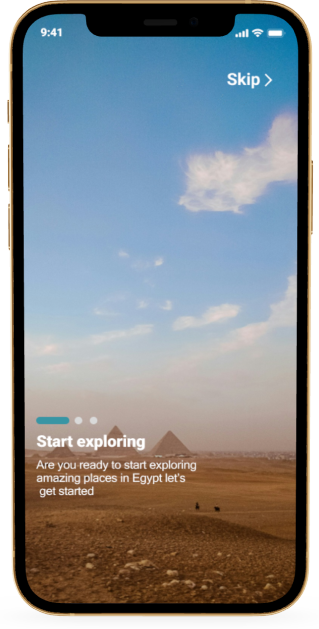 9:41
Skip
Start exploring
Are you ready to start exploring
amazing places in Egypt let's
get started